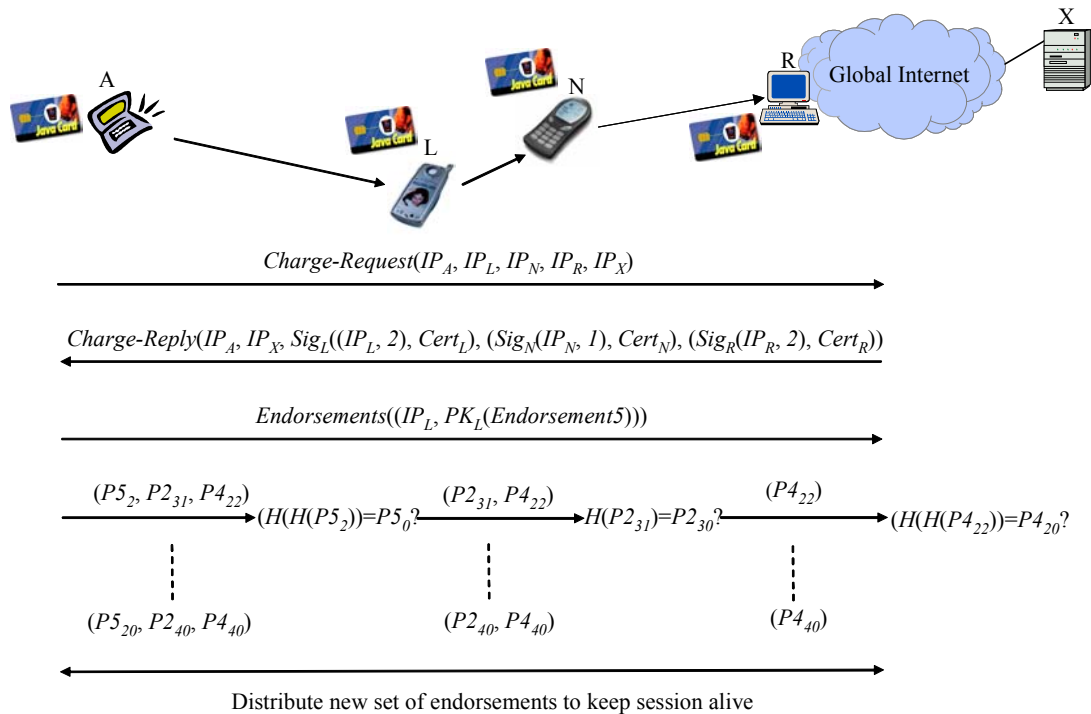 X
A
R
N
Global Internet
L
Java Card
Java Card
Java Card
Java Card
Charge-Request(IP_A, IP_L, IP_N, IP_R, IP_X)
Charge-Reply(IP_A, IP_X, Sig_L((IP_L, 2), Cert_L), (Sig_N(IP_N, 1), Cert_N), (Sig_R(IP_R, 2), Cert_R))
Endorsements((IP_L, PK_L(Endorsement5)))
(P5_2, P2_31, P4_22)
(H(H(P5_2))=P5_0?
(P2_31, P4_22)
H(P2_31)=P2_30?
(P4_22)
(H(H(P4_22))=P4_20?
(P5_20, P2_40, P4_40)
(P2_40, P4_40)
(P4_40)
Distribute new set of endorsements to keep session alive